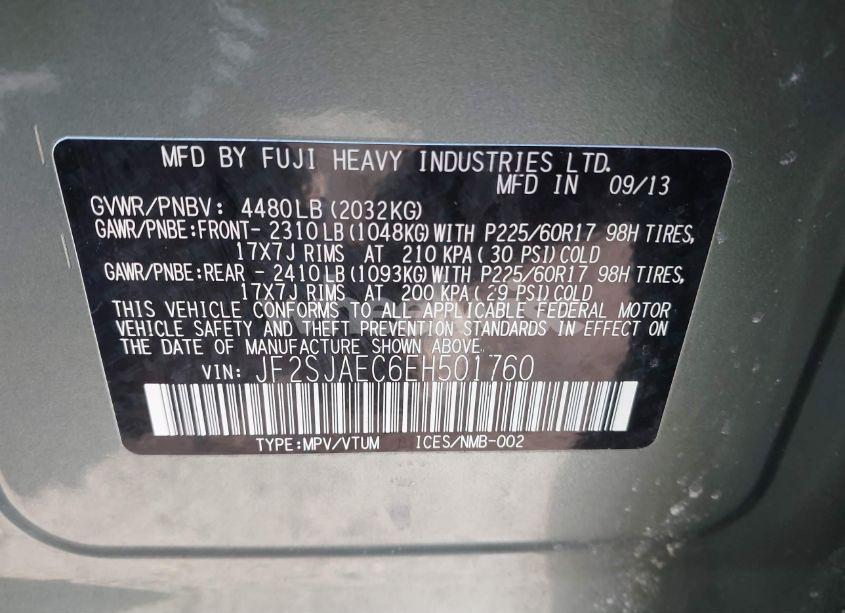 MFD BY FUJI HEAVY INDUSTRIES LTD.
MFD IN 09/13
GVWR/PNBV: 4480LB(2032KG)
GAWR/PNBE:FRONT- 2310LB(1048KG)WITH P225/60R17 98H TIRES,
17X7J RIMS AT 210 KPA(30 PSI)COLD
GAWR/PNBE:REAR - 2410LB(1093KG)WITH P225/60R17 98H TIRES,
17X7J RIMS AT 200 KPA(29 PSI)COLD
THIS VEHICLE CONFORMS TO ALL APPLICABLE FEDERAL MOTOR
VEHICLE SAFETY AND THEFT PREVENTION STANDARDS IN EFFECT ON
THE DATE OF MANUFACTURE SHOWN ABOVE.
VIN: JF2SJAEC6EH501760
TYPE:MPV/VTUM ICES/NMB-002